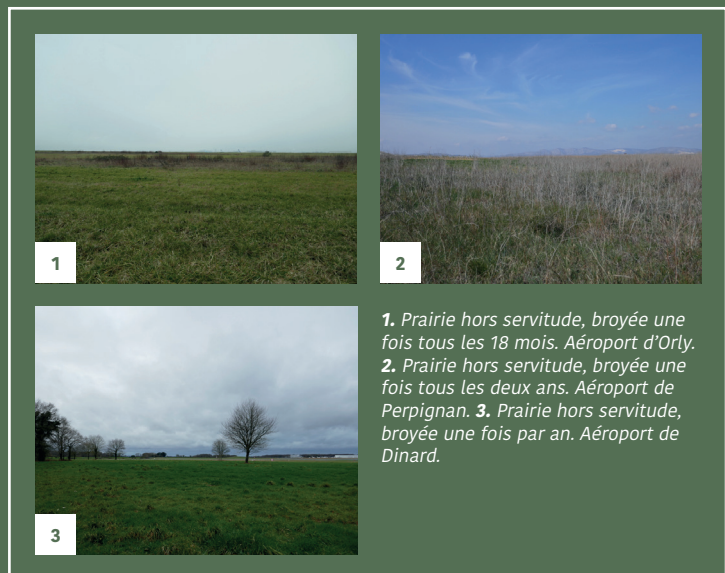 1
2
3
1. Prairie hors servitude, broyée une
fois tous les 18 mois. Aéroport d'Orly.
2. Prairie hors servitude, broyée une
fois tous les deux ans. Aéroport de
Perpignan. 3. Prairie hors servitude,
broyée une fois par an. Aéroport de
Dinard.